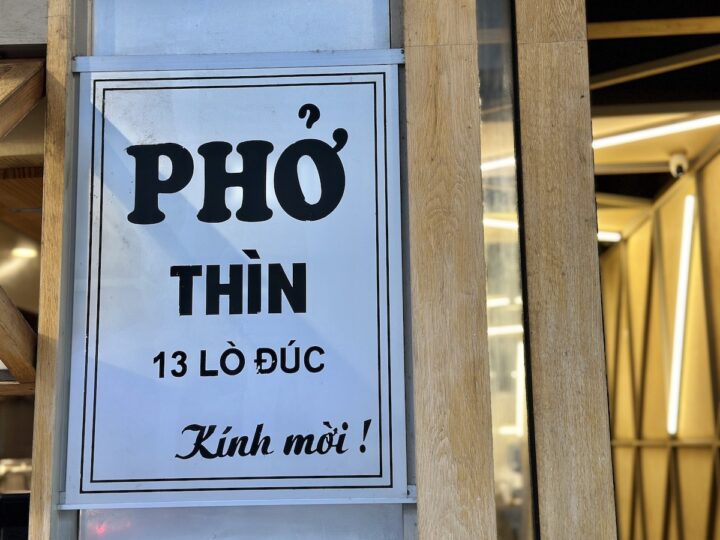 PHỞ
THÌN
13 LÒ ĐÚC
Kính mời !